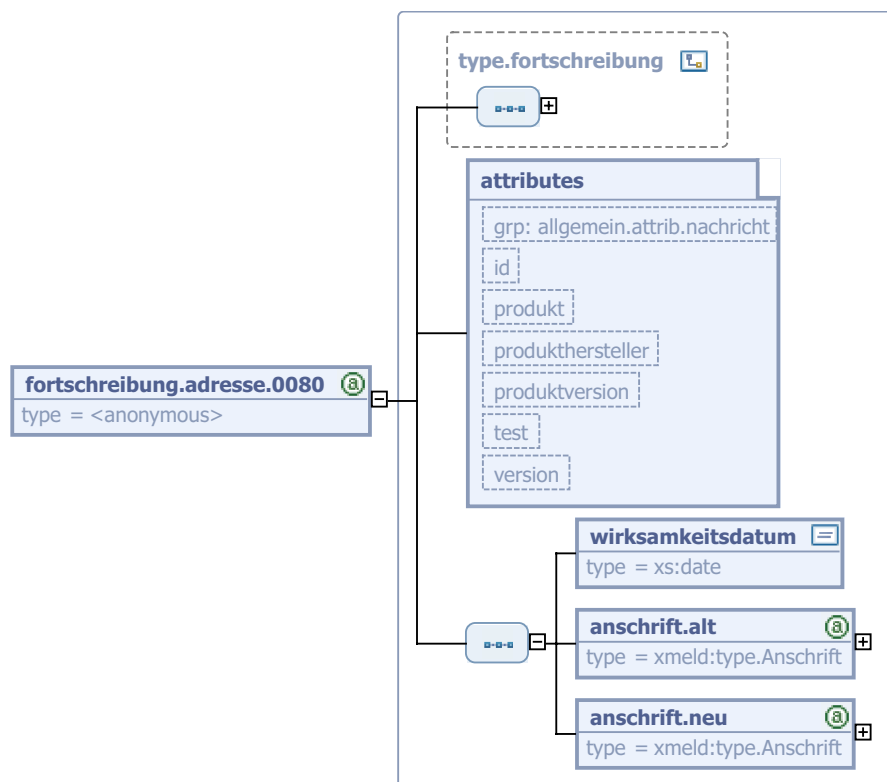 type.fortschreibung
attributes
grp: allgemein.attrib.nachricht
id
produkt
produkthersteller
produktversion
test
version
fortschreibung.adresse.0080
type = <anonymous>
wirksamkeitsdatum
type = xs:date
anschrift.alt
type = xmeld:type.Anschrift
anschrift.neu
type = xmeld:type.Anschrift